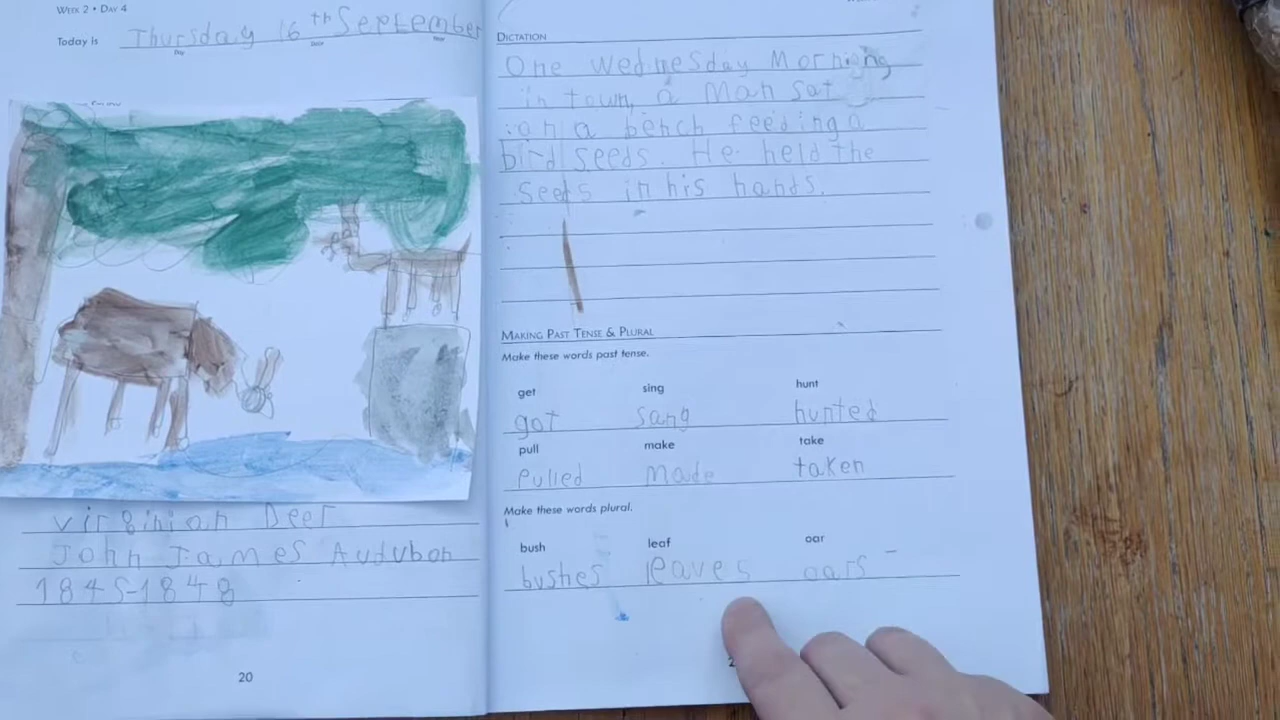 WEEK 2 • DAY 4
Today is Thursday 16th September
Day Date
Virginian Deer
John James Audubon
1845-1848
20
DICTATION
One Wednesday Morning
in town, a Man sat
on a bench feeding a
bird seeds. He held the
seeds in his hands.
MAKING PAST TENSE & PLURAL
Make these words past tense.
get sing hunt
got sang hunted
pull make take
Pulled Made taken
Make these words plural.
bush leaf oar
bushes leaves oars